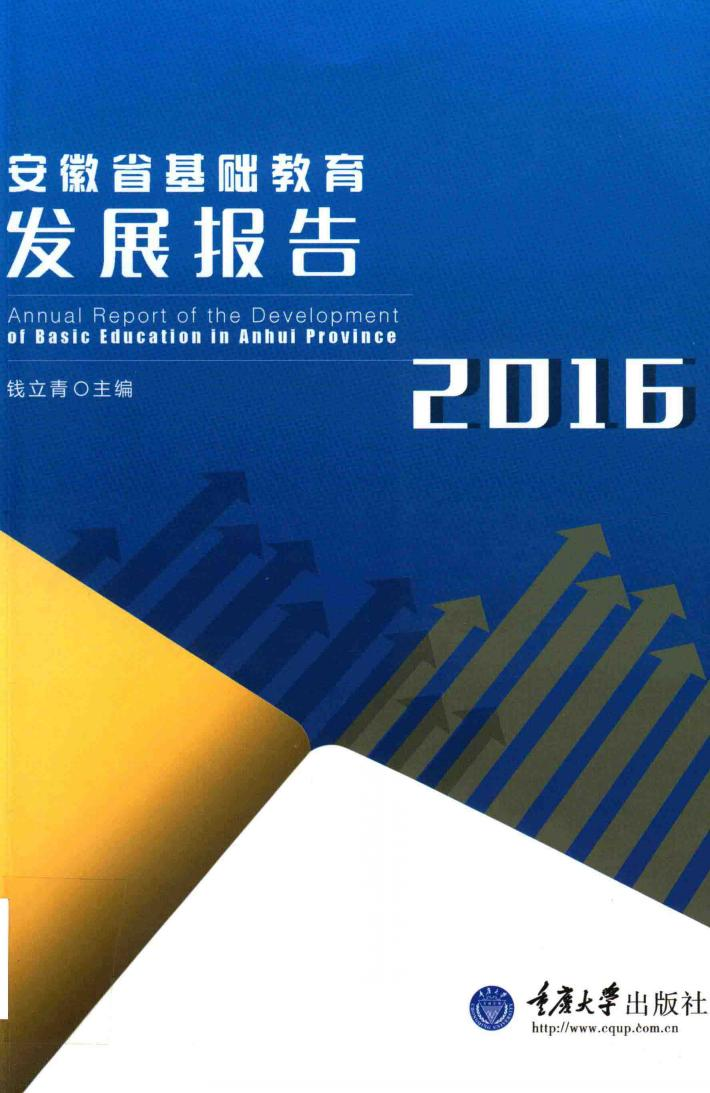 安徽省基础教育
发展报告
Annual Report of the Development
of Basic Education in Anhui Province
钱立青○主编
2016
重庆大学出版社
http://www.cqup.com.cn